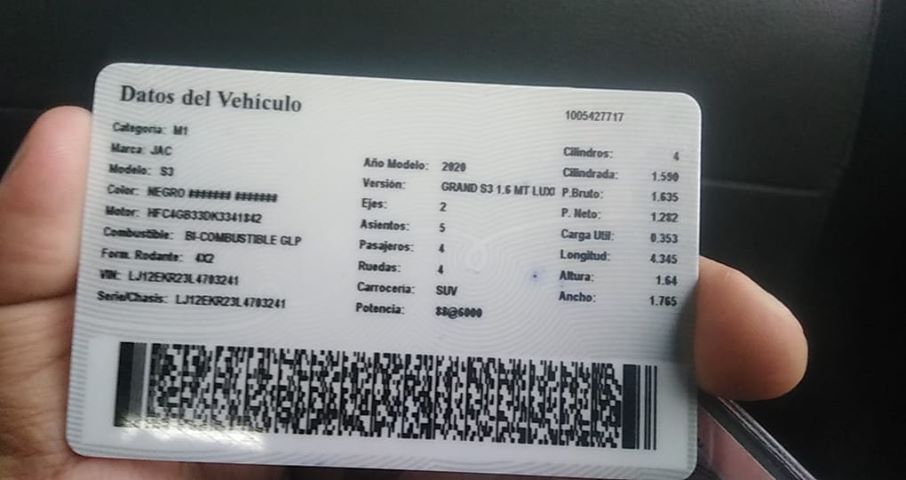 Datos del Vehículo
1005427717
Categoria: M1
Marca: JAC
Modelo: S3
Color: NEGRO ####### #######
Motor: HFC4GB33DK3341842
Combustible: BI-COMBUSTIBLE GLP
Form. Rodante: 4X2
VIN: LJ12EKR23L4703241
Serie/Chasis: LJ12EKR23L4703241
Año Modelo: 2020
Versión: GRAND S3 1.6 MT LUXI
Ejes: 2
Asientos: 5
Pasajeros: 4
Ruedas: 4
Carrocería: SUV
Potencia: 88@6000
Cilindros: 4
Cilindrada: 1.590
P.Bruto: 1.635
P. Neto: 1.282
Carga Util: 0.353
Longitud: 4.345
Altura: 1.64
Ancho: 1.765